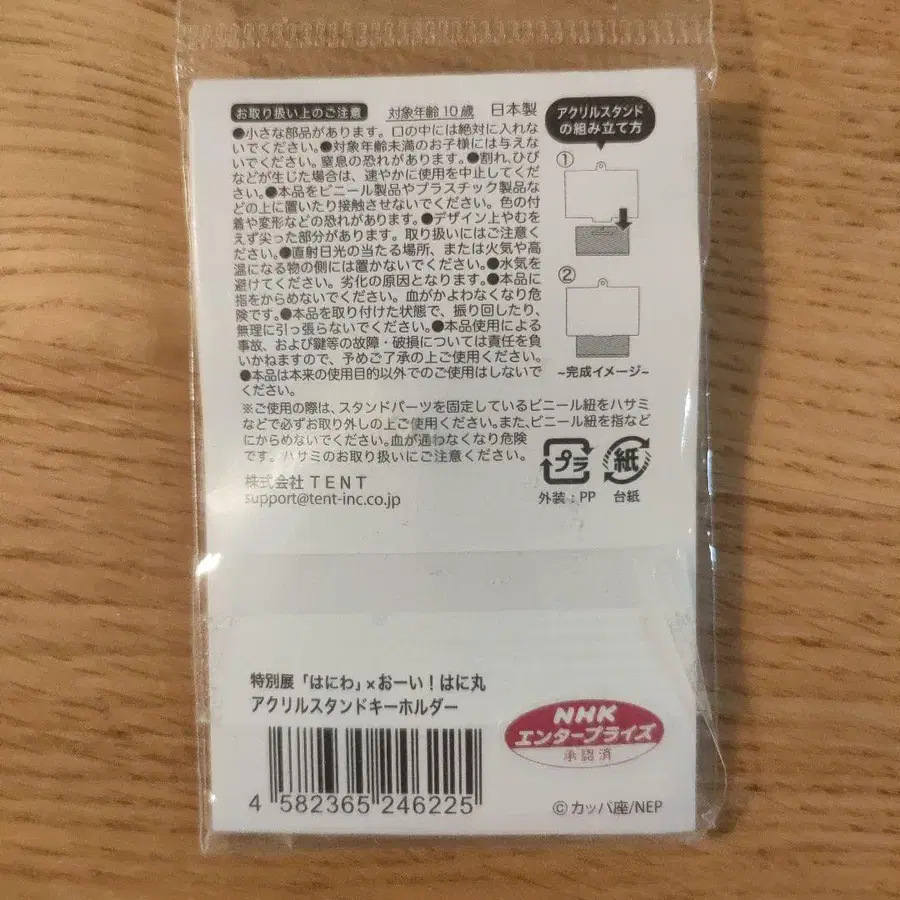 お取り扱い上のご注意 対象年齢10歳 日本製
●小さな部品があります。口の中には絶対に入れな
いでください。●対象年齢未満のお子様には与えな
いでください。窒息の恐れがあります。●割れ、ひび
などが生じた場合は、速やかに使用を中止してくだ
さい。●本品をビニール製品やプラスチック製品な
どの上に置いたり接触させないでください。色の付
着や変形などの恐れがあります。●デザイン上やむを
えず尖った部分があります。取り扱いにはご注意く
ださい。●直射日光の当たる場所、または火気や高
温になる物の側には置かないでください。●水気を
避けてください。劣化の原因となります。●本品に
指をからめないでください。血がかよわなくなり危
険です。●本品を取り付けた状態で、振り回したり、
無理に引っ張らないでください。●本品使用による
事故、および鍵等の故障・破損については責任を負
いかねますので、予めご了承の上ご使用ください。
●本品は本来の使用目的以外でのご使用はしないで
ください。
アクリルスタンド
の組み立て方
①
②
~完成イメージ~
※ご使用の際は、スタンドパーツを固定しているビニール紐をハサミ
などで必ずお取り外しの上ご使用ください。また、ビニール紐を指など
にからめないでください。血が通わなくなり危険
です。ハサミのお取り扱いにご注意ください。
株式会社 TENT
support@tent-inc.co.jp
プラ 紙
外装:PP 台紙
特別展「はにわ」×おーい!はに丸
アクリルスタンドキーホルダー
NHK
エンタープライズ
承認済
4 582365 246225
©カッパ座/NEP